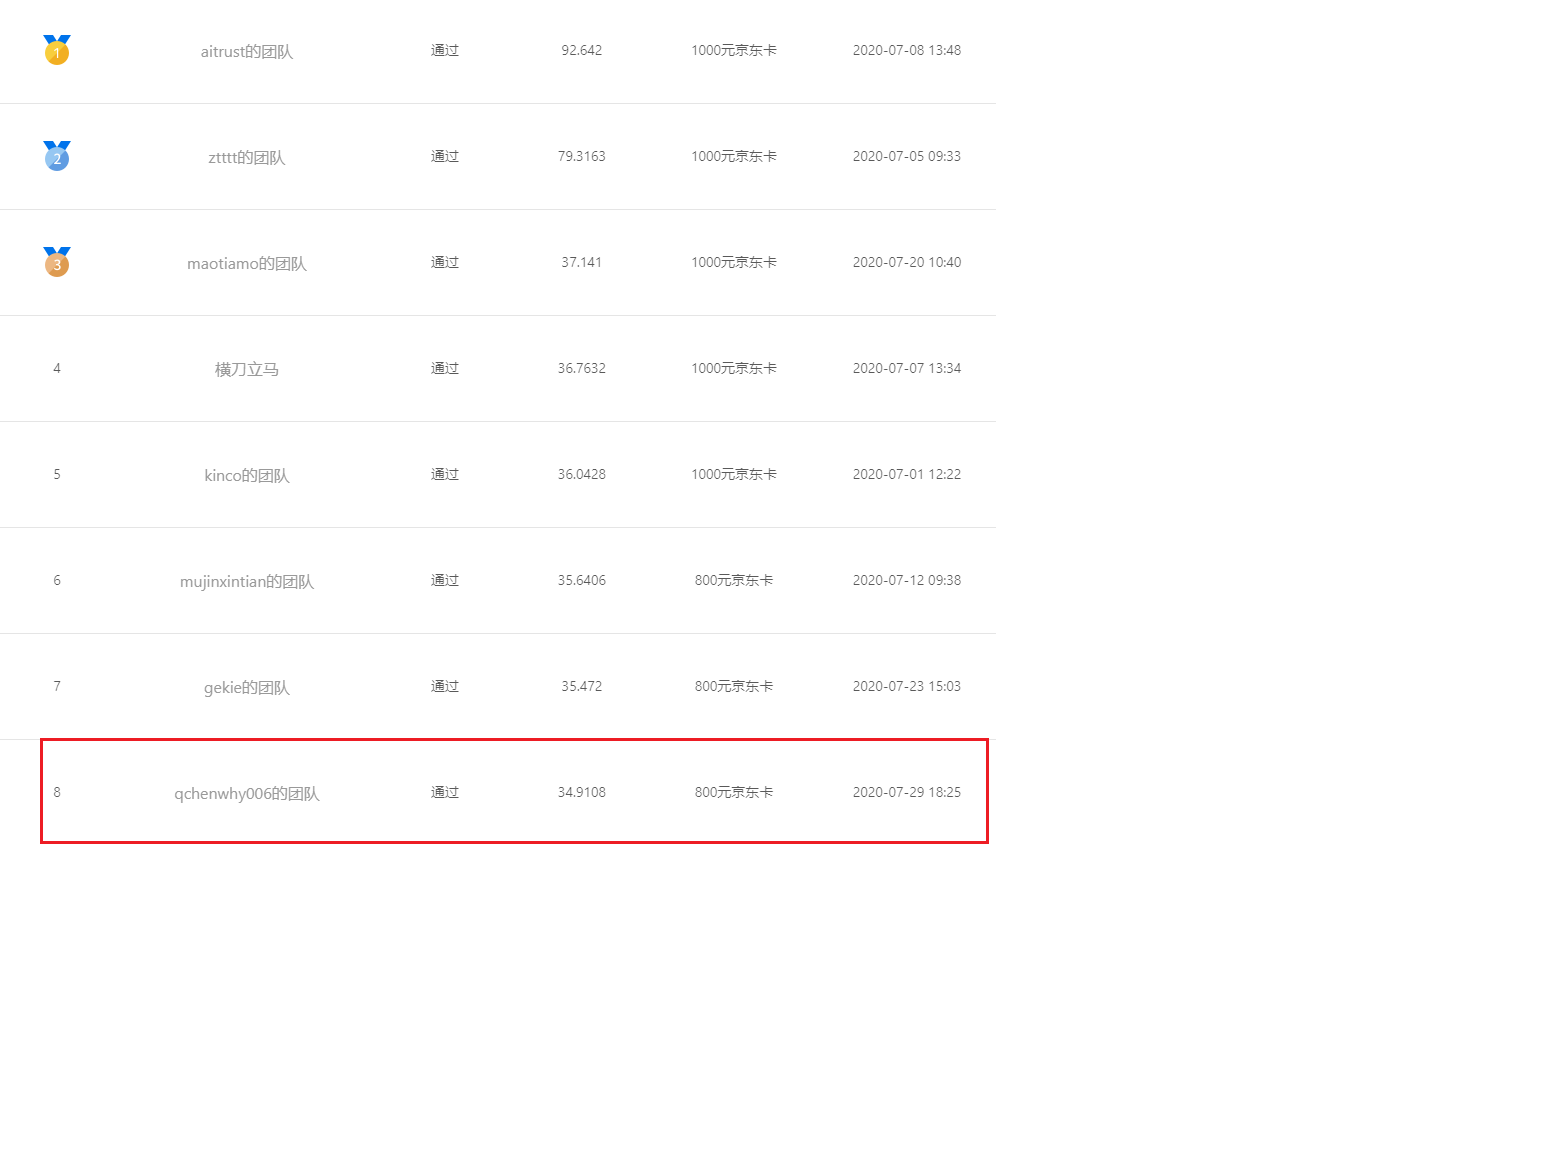 1 aitrust的团队 通过 92.642 1000元京东卡 2020-07-08 13:48
2 ztttt的团队 通过 79.3163 1000元京东卡 2020-07-05 09:33
3 maotiamo的团队 通过 37.141 1000元京东卡 2020-07-20 10:40
4 横刀立马 通过 36.7632 1000元京东卡 2020-07-07 13:34
5 kinco的团队 通过 36.0428 1000元京东卡 2020-07-01 12:22
6 mujinxintian的团队 通过 35.6406 800元京东卡 2020-07-12 09:38
7 gekie的团队 通过 35.472 800元京东卡 2020-07-23 15:03
8 qchenwhy006的团队 通过 34.9108 800元京东卡 2020-07-29 18:25